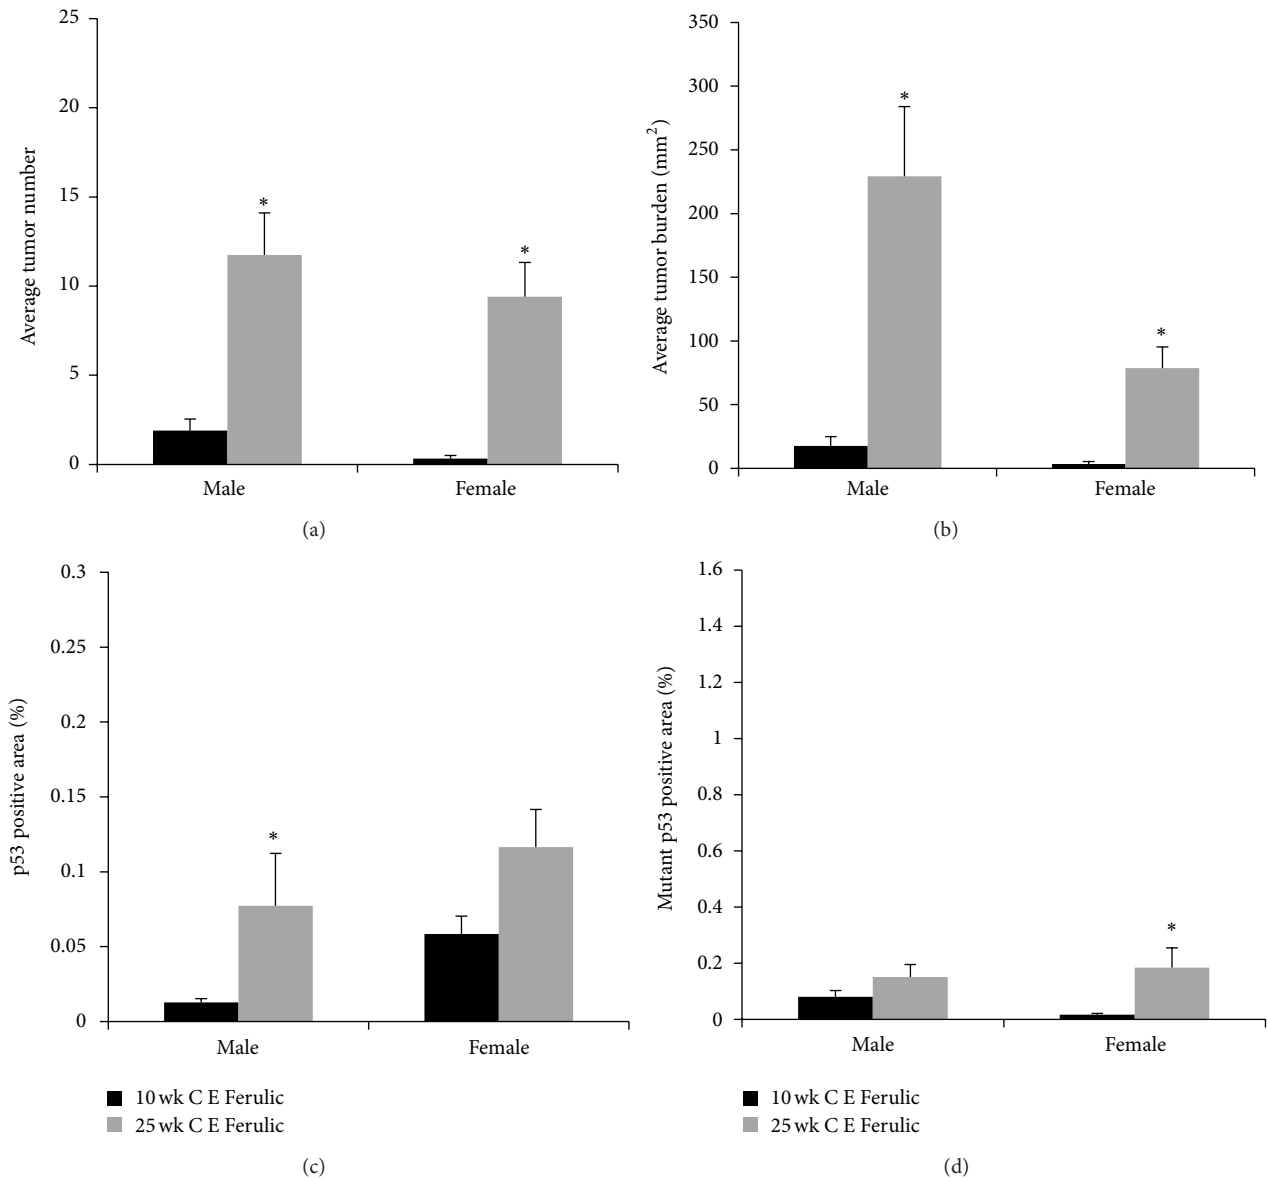 25
20
15
10
5
0
Average tumor number
*
*
Male
Female
(a)
350
300
250
200
150
100
50
0
Average tumor burden (mm²)
*
*
Male
Female
(b)
0.3
0.25
0.2
0.15
0.1
0.05
0
p53 positive area (%)
*
Male
Female
10 wk C E Ferulic
25 wk C E Ferulic
(c)
1.6
1.4
1.2
1
0.8
0.6
0.4
0.2
0
Mutant p53 positive area (%)
*
Male
Female
10 wk C E Ferulic
25 wk C E Ferulic
(d)